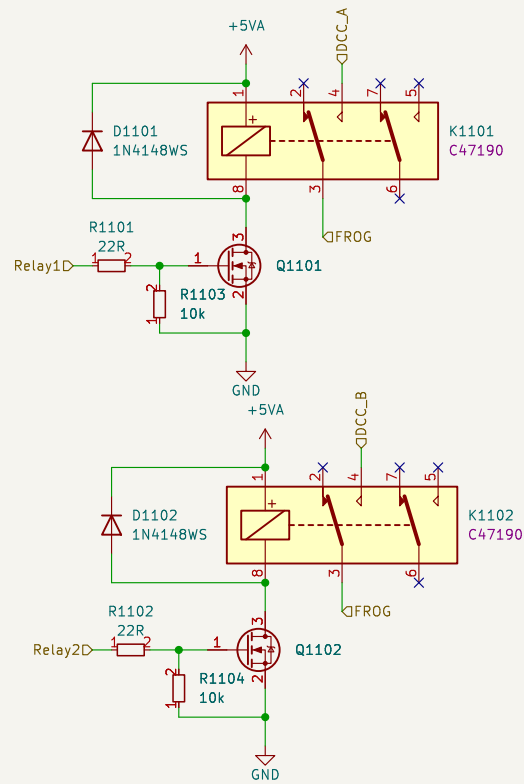 +5VA
DCC_A
1
2
4
7
5
+
D1101
1N4148WS
K1101
C47190
8
3
6
R1101
22R
FROG
3
Relay1
1
2
1
Q1101
2
1
R1103
10k
2
GND
+5VA
DCC_B
1
2
4
7
5
+
D1102
1N4148WS
K1102
C47190
8
3
6
R1102
22R
FROG
3
Relay2
1
2
1
Q1102
2
1
R1104
10k
2
GND